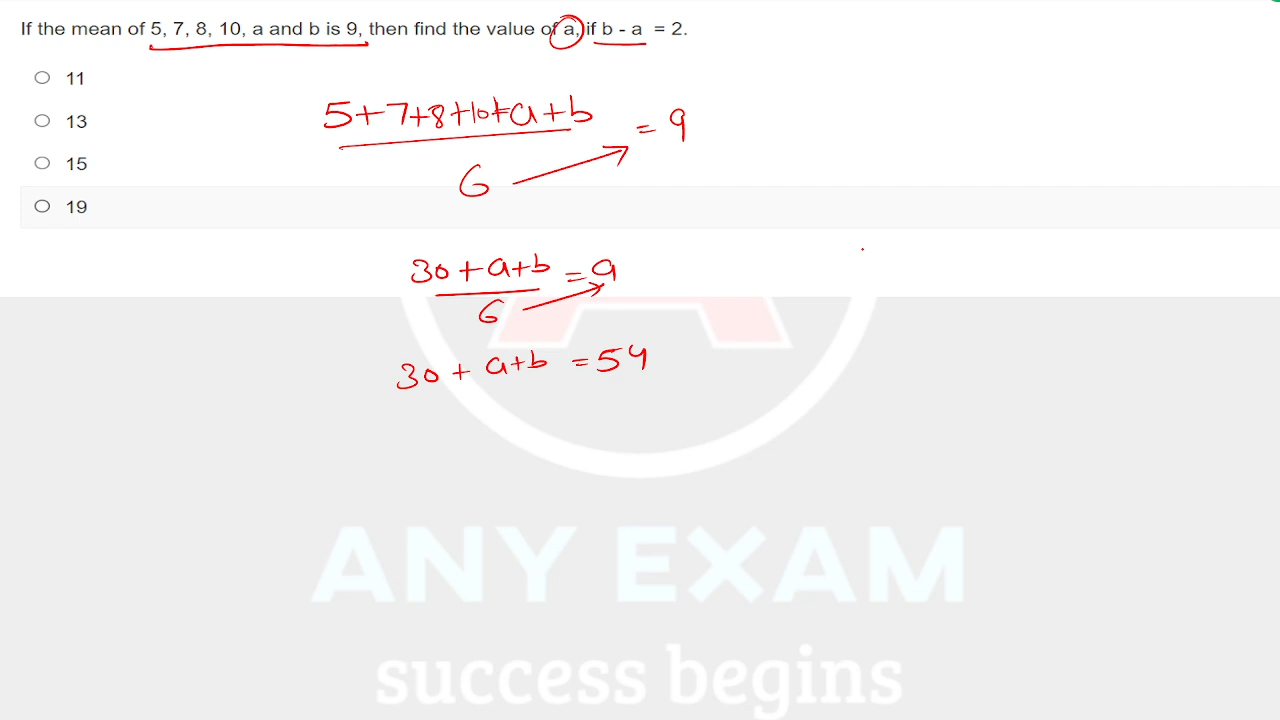 If the mean of 5, 7, 8, 10, a and b is 9, then find the value of a, if b - a = 2.
11
13
15
19
5+7+8+10+a+b
= 9
6
30+a+b = 9
6
30 + a+b = 54
ANY EXAM
success begins